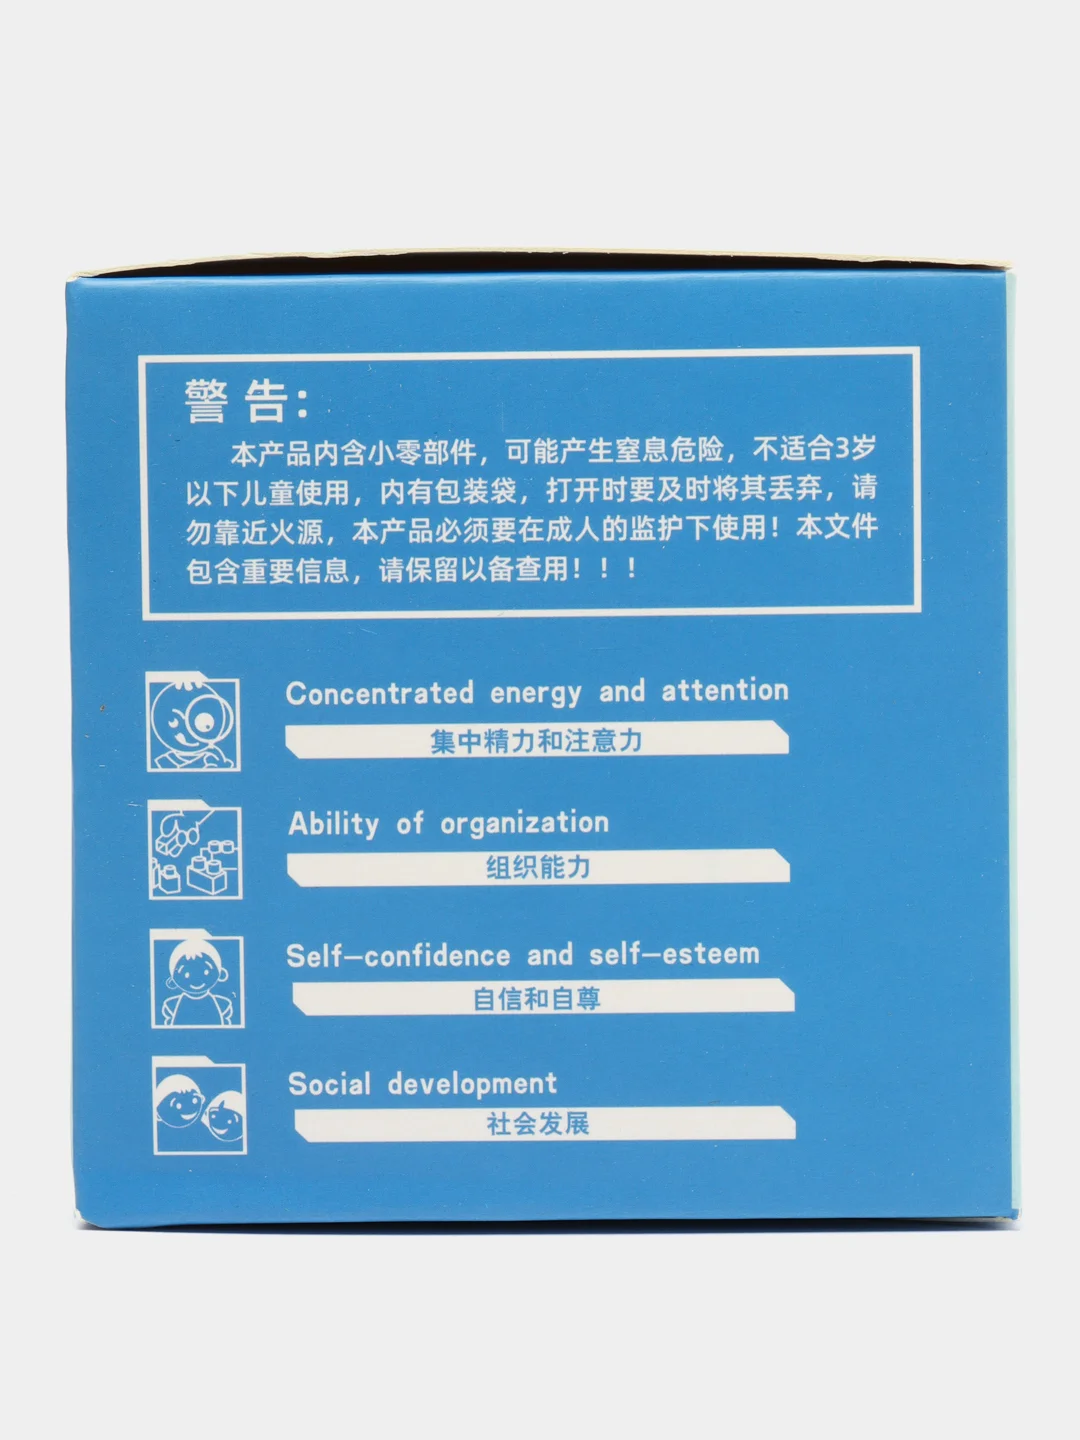 警告：
本产品内含小零部件，可能产生窒息危险，不适合3岁
以下儿童使用，内有包装袋，打开时要及时将其丢弃，请
勿靠近火源，本产品必须要在成人的监护下使用！本文件
包含重要信息，请保留以备查用！！！
Concentrated energy and attention
集中精力和注意力
Ability of organization
组织能力
Self-confidence and self-esteem
自信和自尊
Social development
社会发展